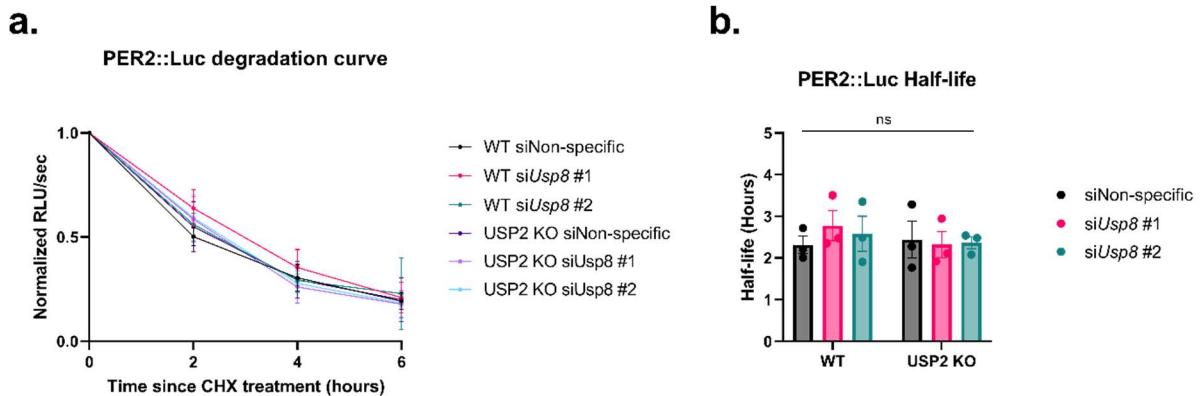 a.
PER2::Luc degradation curve
Normalized RLU/sec
1.0
0.5
0.0
0
2
4
6
Time since CHX treatment (hours)
WT siNon-specific
WT siUsp8 #1
WT siUsp8 #2
USP2 KO siNon-specific
USP2 KO siUsp8 #1
USP2 KO siUsp8 #2
b.
PER2::Luc Half-life
ns
Half-life (Hours)
5
4
3
2
1
0
WT
USP2 KO
siNon-specific
siUsp8 #1
siUsp8 #2